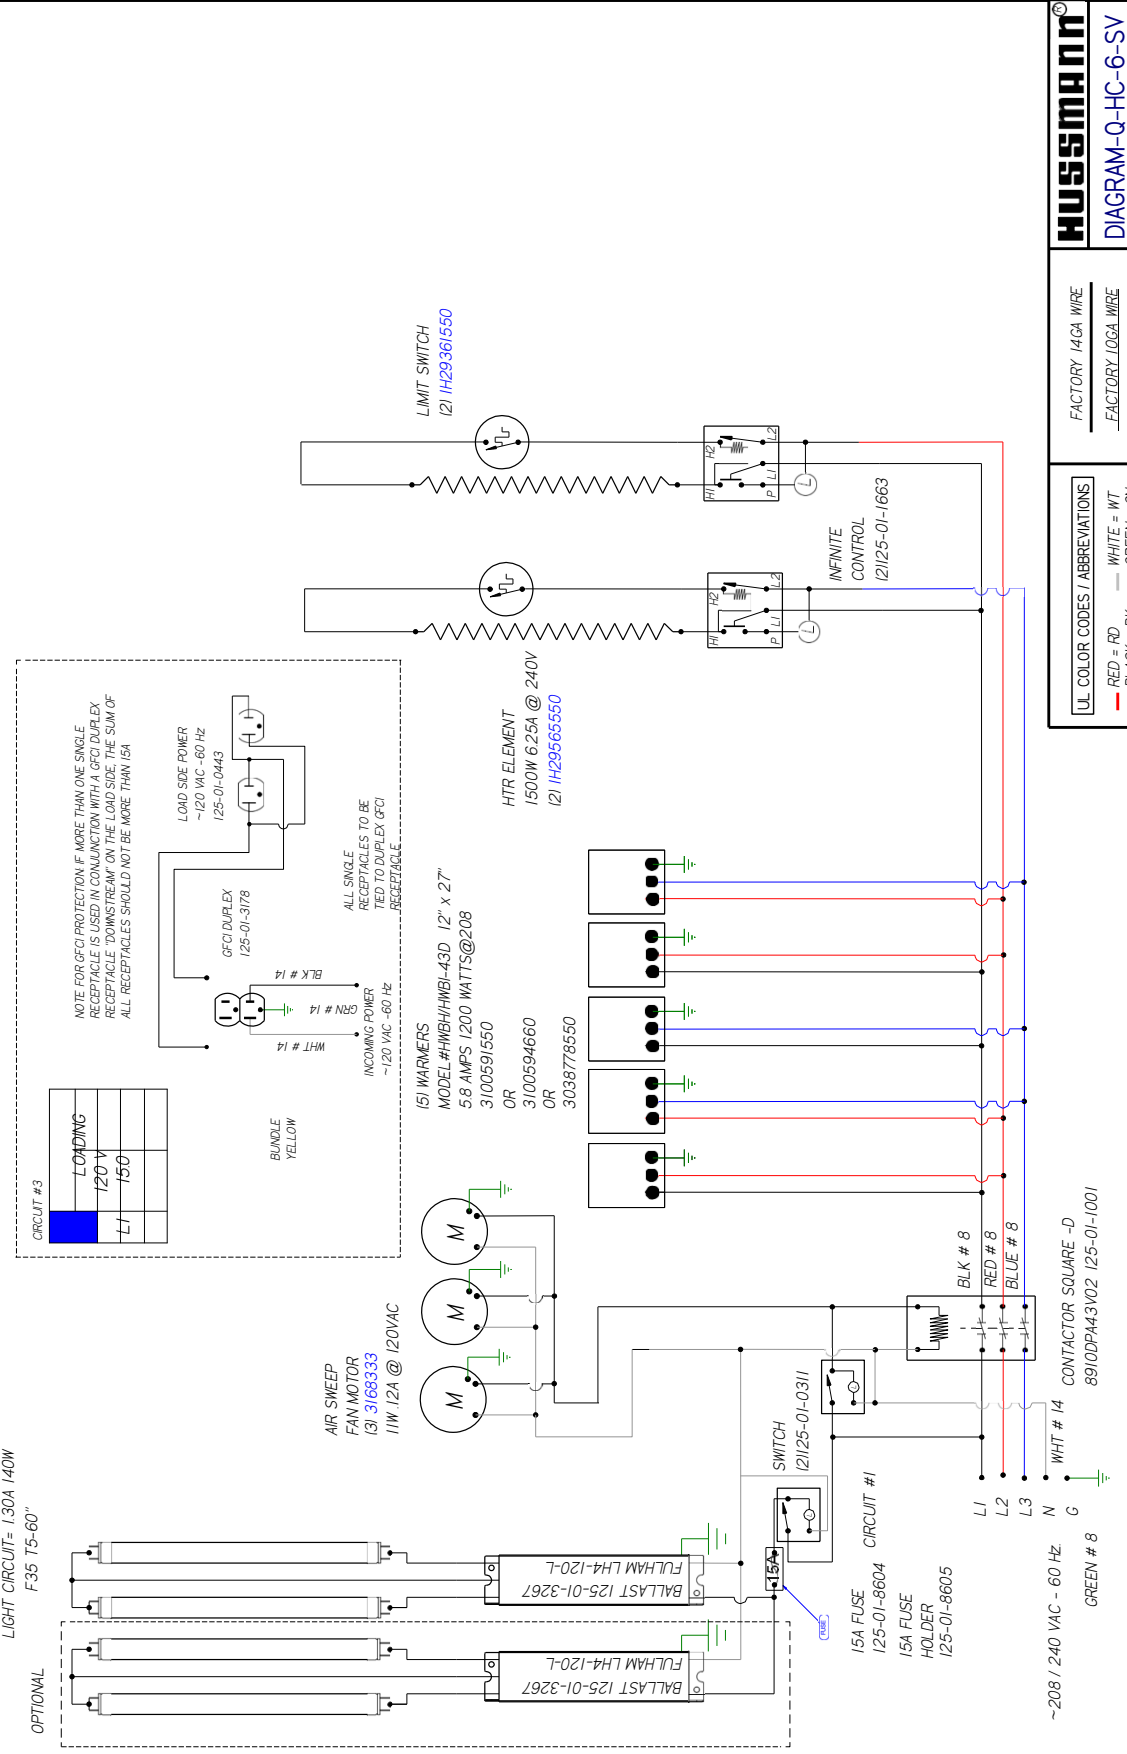 LIGHT CIRCUIT= 1.30A 140W
F35 T5-60"
OPTIONAL
BALLAST 125-01-3267
FULHAM LH4-120-L
BALLAST 125-01-3267
FULHAM LH4-120-L
15A
FUSE
15A FUSE
125-01-8604
15A FUSE
HOLDER
125-01-8605
CIRCUIT #1
SWITCH
(2)125-01-0311
L
L
AIR SWEEP
FAN MOTOR
(3) 3168333
11W .12A @ 120VAC
M
M
M
CIRCUIT #3
LOADING
120 V
L1
15.0
BUNDLE
YELLOW
NOTE FOR GFCI PROTECTION: IF MORE THAN ONE SINGLE
RECEPTACLE IS USED IN CONJUNCTION WITH A GFCI DUPLEX
RECEPTACLE "DOWNSTREAM" ON THE LOAD SIDE, THE SUM OF
ALL RECEPTACLES SHOULD NOT BE MORE THAN 15A
LOAD SIDE POWER
~120 VAC -60 Hz
125-01-0443
GFCI DUPLEX
125-01-3178
WHT # 14
GRN # 14
BLK # 14
INCOMING POWER
~120 VAC -60 Hz
ALL SINGLE
RECEPTACLES TO BE
TIED TO DUPLEX GFCI
RECEPTACLE
(5) WARMERS
MODEL#HWBH/HWBI-43D 12" x 27"
5.8 AMPS 1200 WATTS@208
3100591550
OR
3100594660
OR
3038778550
HTR ELEMENT
1500W 6.25A @ 240V
(2) 1H29565550
LIMIT SWITCH
(2) 1H29361550
INFINITE
CONTROL
(2)125-01-1663
H1
H2
P
L1
L2
L
H1
H2
P
L1
L2
L
BLK # 8
RED # 8
BLUE # 8
CONTACTOR SQUARE -D
8910DPA43V02 125-01-1001
L1
L2
L3
N
G
WHT # 14
GREEN # 8
~208 / 240 VAC - 60 Hz.
UL COLOR CODES / ABBREVIATIONS
RED = RD
WHITE = WT
FACTORY 14GA WIRE
FACTORY 10GA WIRE
HUSSMANN®
DIAGRAM-Q-HC-6-SV